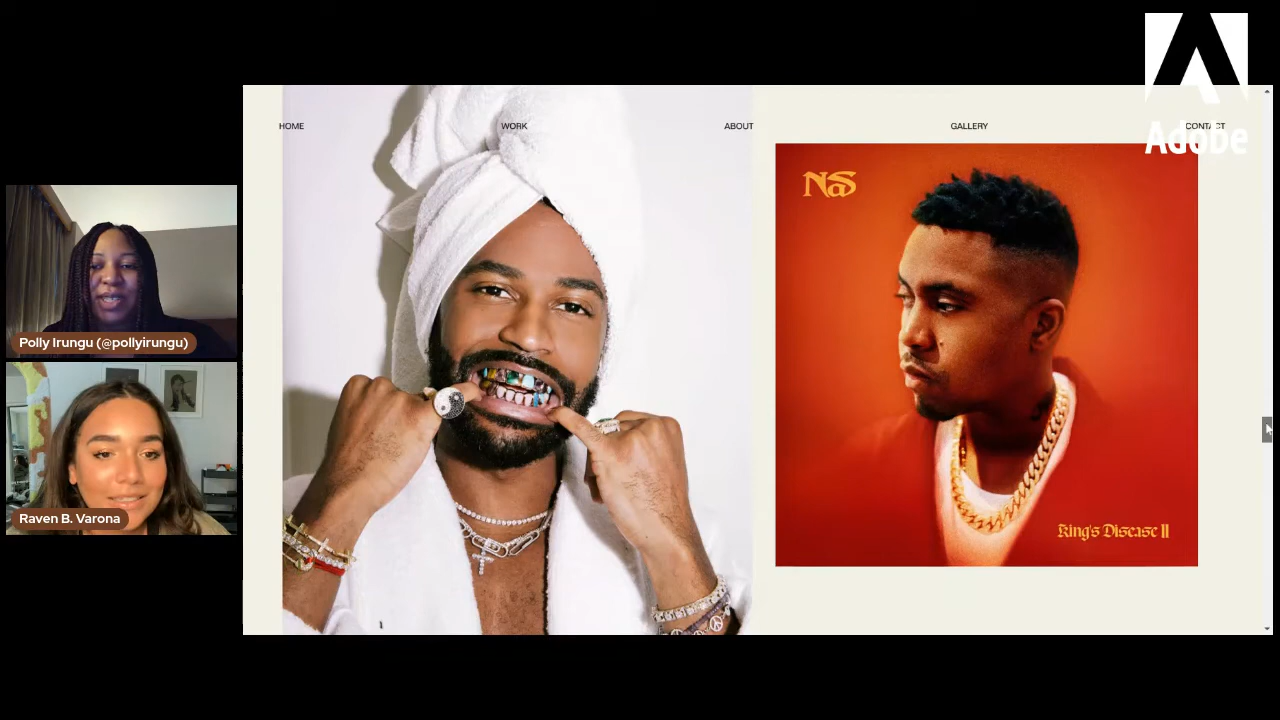 Adobe
HOME
WORK
ABOUT
GALLERY
CONTACT
NaS
King's Disease II
Polly Irungu (@pollyirungu)
Raven B. Varona